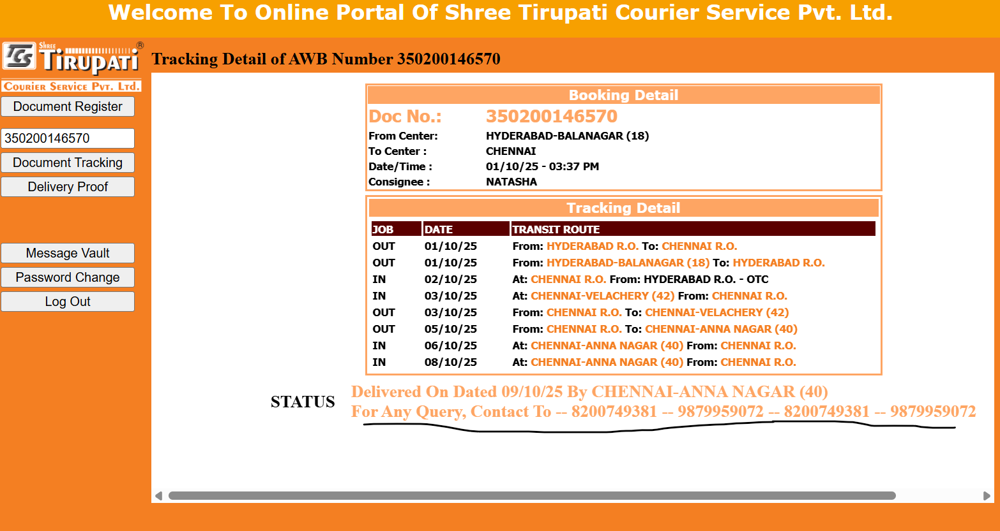 Welcome To Online Portal Of Shree Tirupati Courier Service Pvt. Ltd.
TCS SHREE TIRUPATI ®
COURIER SERVICE PVT. LTD.
Document Register
350200146570
Document Tracking
Delivery Proof
Message Vault
Password Change
Log Out
Tracking Detail of AWB Number 350200146570
Booking Detail
Doc No.: 350200146570
From Center: HYDERABAD-BALANAGAR (18)
To Center : CHENNAI
Date/Time : 01/10/25 - 03:37 PM
Consignee : NATASHA
Tracking Detail
JOB DATE TRANSIT ROUTE
OUT 01/10/25 From: HYDERABAD R.O. To: CHENNAI R.O.
OUT 01/10/25 From: HYDERABAD-BALANAGAR (18) To: HYDERABAD R.O.
IN 02/10/25 At: CHENNAI R.O. From: HYDERABAD R.O. - OTC
IN 03/10/25 At: CHENNAI-VELACHERY (42) From: CHENNAI R.O.
OUT 03/10/25 From: CHENNAI R.O. To: CHENNAI-VELACHERY (42)
OUT 05/10/25 From: CHENNAI R.O. To: CHENNAI-ANNA NAGAR (40)
IN 06/10/25 At: CHENNAI-ANNA NAGAR (40) From: CHENNAI R.O.
IN 08/10/25 At: CHENNAI-ANNA NAGAR (40) From: CHENNAI R.O.
STATUS
Delivered On Dated 09/10/25 By CHENNAI-ANNA NAGAR (40)
For Any Query, Contact To -- 8200749381 -- 9879959072 -- 8200749381 -- 9879959072